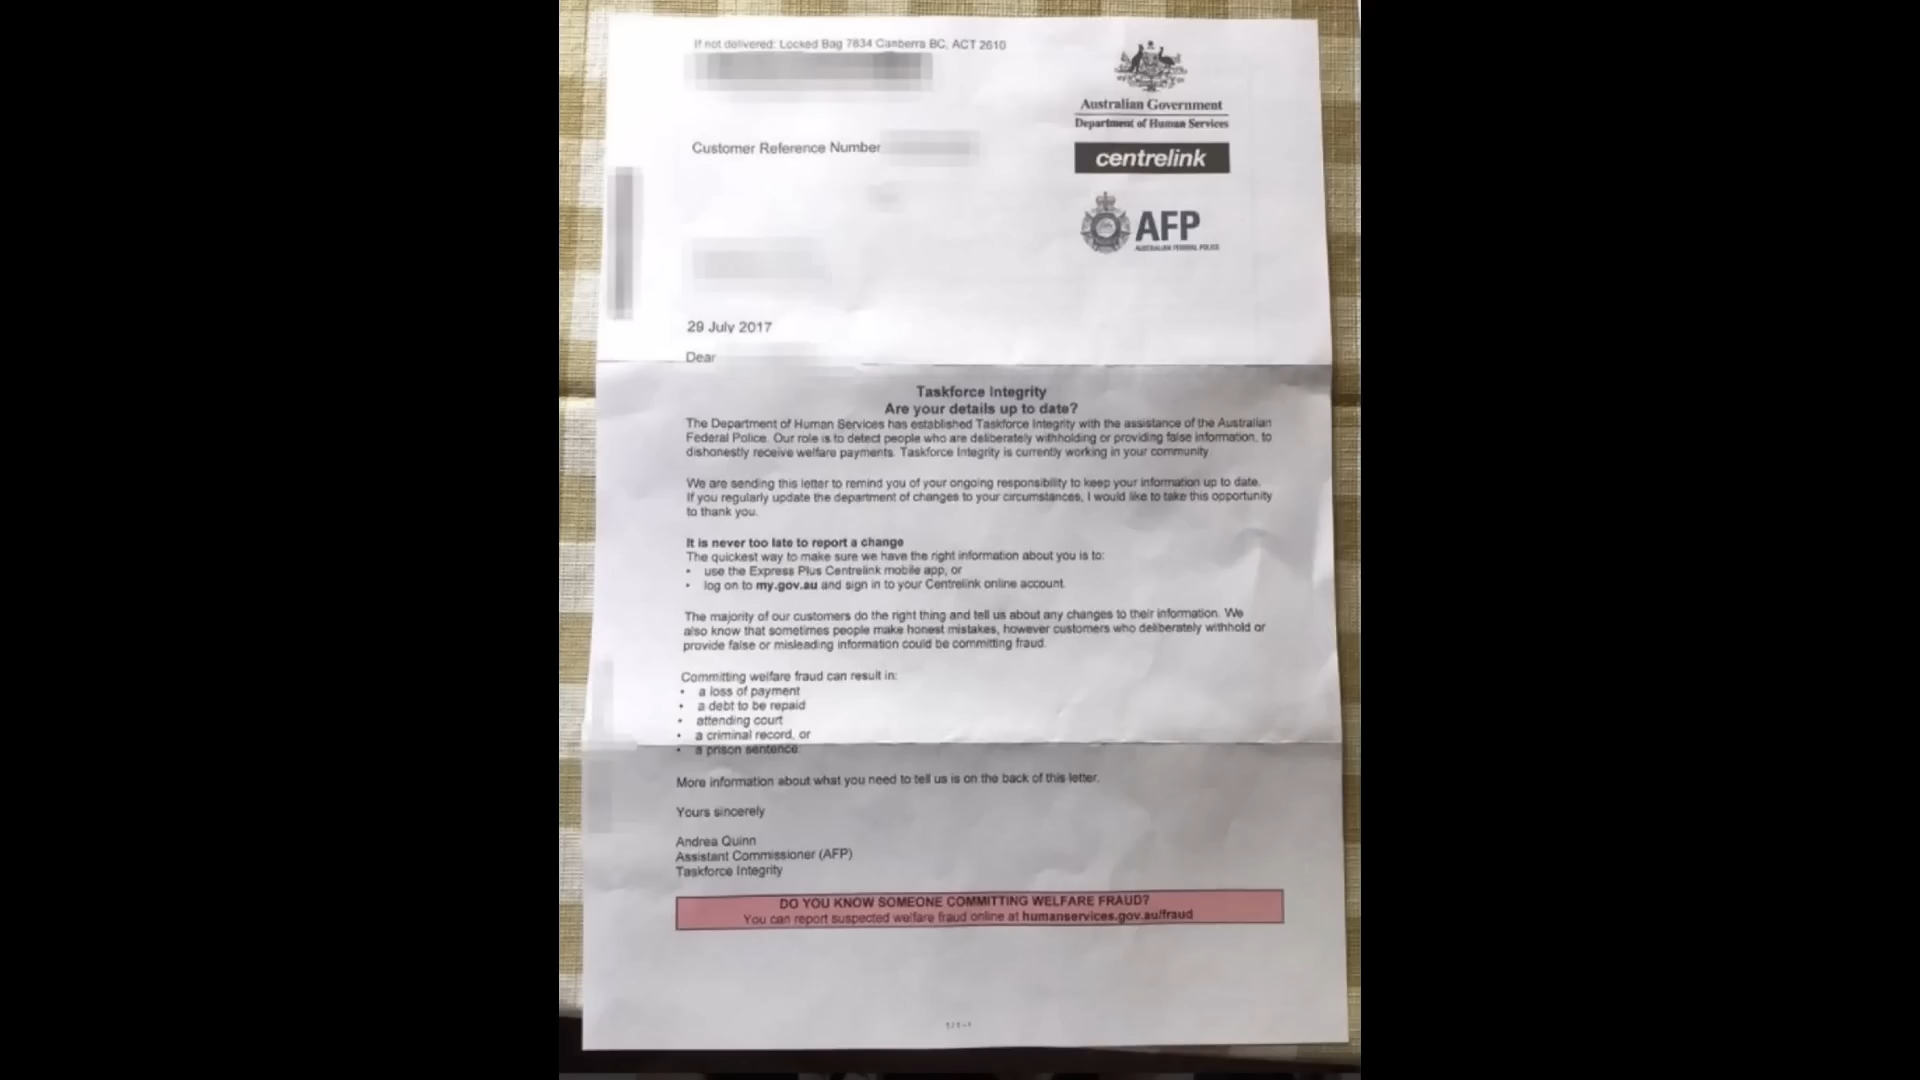 If not delivered: Locked Bag 7834 Canberra BC, ACT 2610
Australian Government
Department of Human Services
Customer Reference Number
centrelink
AFP
AUSTRALIAN FEDERAL POLICE
29 July 2017
Dear
Taskforce Integrity
Are your details up to date?
The Department of Human Services has established Taskforce Integrity with the assistance of the Australian
Federal Police. Our role is to detect people who are deliberately withholding or providing false information, to
dishonestly receive welfare payments. Taskforce Integrity is currently working in your community
We are sending this letter to remind you of your ongoing responsibility to keep your information up to date.
If you regularly update the department of changes to your circumstances, I would like to take this opportunity
to thank you.
It is never too late to report a change
The quickest way to make sure we have the right information about you is to:
• use the Express Plus Centrelink mobile app, or
• log on to my.gov.au and sign in to your Centrelink online account.
The majority of our customers do the right thing and tell us about any changes to their information. We
also know that sometimes people make honest mistakes, however customers who deliberately withhold or
provide false or misleading information could be committing fraud.
Committing welfare fraud can result in:
• a loss of payment
• a debt to be repaid
• attending court
• a criminal record, or
• a prison sentence.
More information about what you need to tell us is on the back of this letter.
Yours sincerely
Andrea Quinn
Assistant Commissioner (AFP)
Taskforce Integrity
DO YOU KNOW SOMEONE COMMITTING WELFARE FRAUD?
You can report suspected welfare fraud online at humanservices.gov.au/fraud